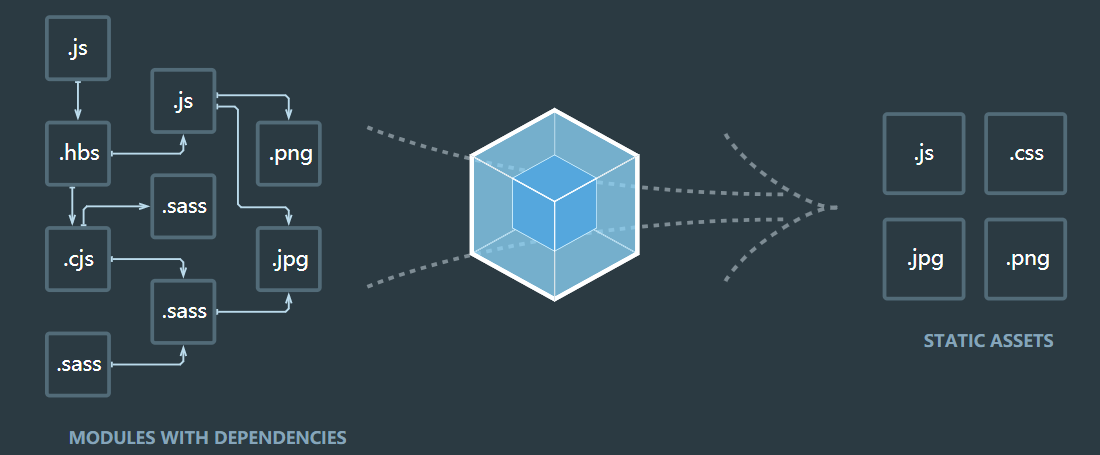 .js
.js
.hbs
.png
.sass
.cjs
.jpg
.sass
.sass
MODULES WITH DEPENDENCIES
.js
.css
.jpg
.png
STATIC ASSETS